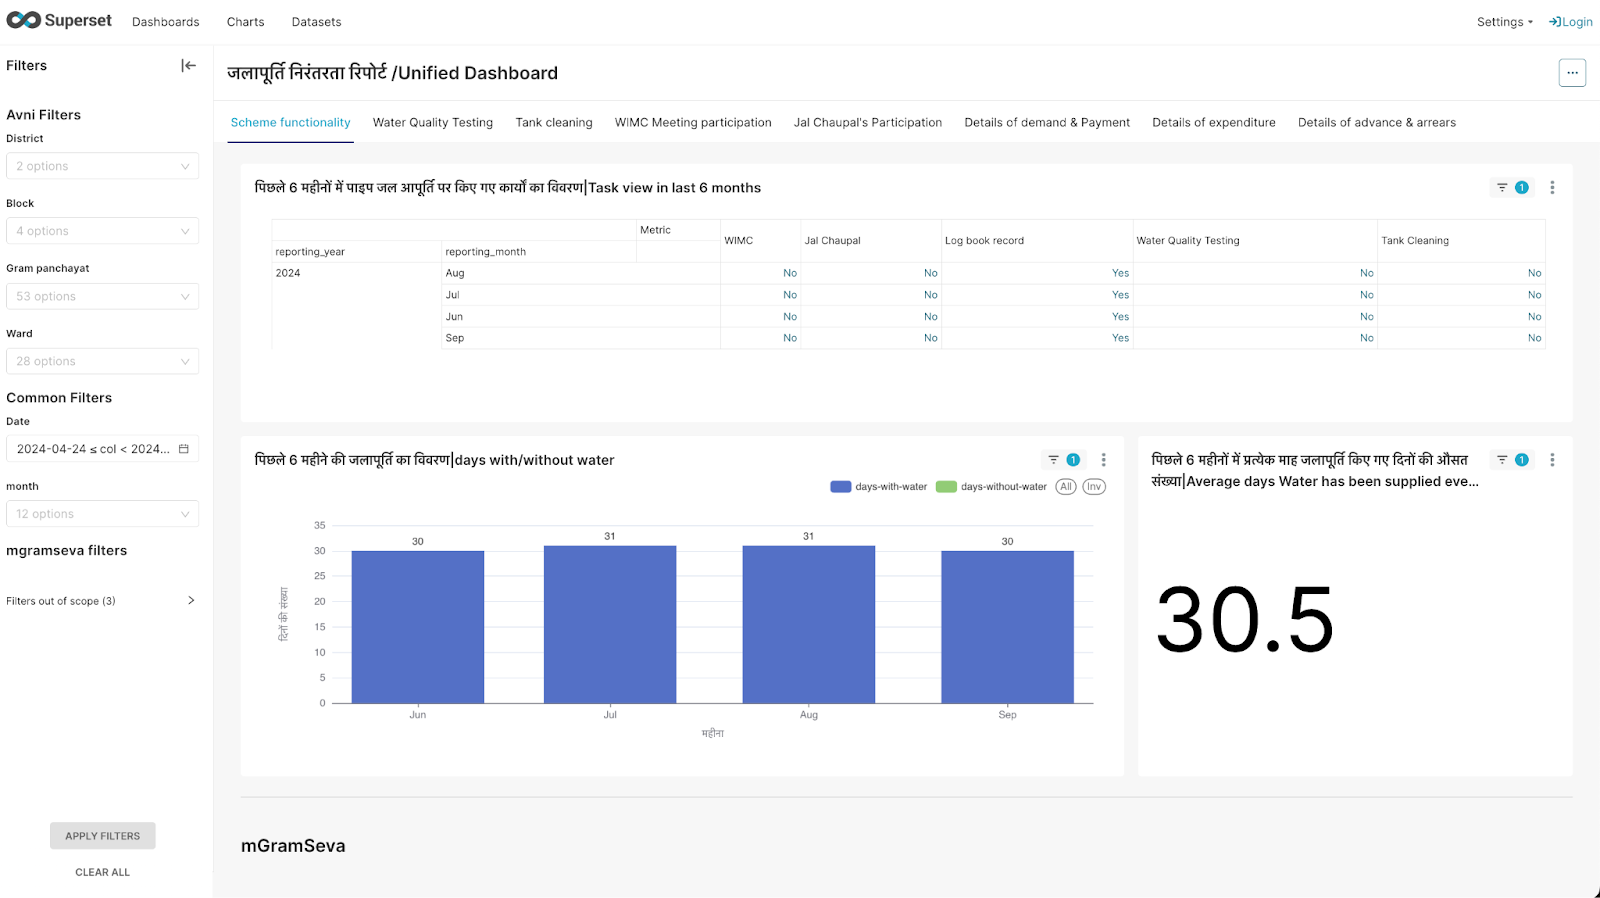 Superset
Dashboards
Charts
Datasets
Settings
Login
Filters
Avni Filters
District
2 options
Block
4 options
Gram panchayat
53 options
Ward
28 options
Common Filters
Date
2024-04-24 ≤ col < 2024...
month
12 options
mgramseva filters
Filters out of scope (3)
APPLY FILTERS
CLEAR ALL
जलापूर्ति निरंतरता रिपोर्ट /Unified Dashboard
...
Scheme functionality
Water Quality Testing
Tank cleaning
WIMC Meeting participation
Jal Chaupal's Participation
Details of demand & Payment
Details of expenditure
Details of advance & arrears
पिछले 6 महीनों में पाइप जल आपूर्ति पर किए गए कार्यों का विवरण|Task view in last 6 months
1
Metric
WIMC
Jal Chaupal
Log book record
Water Quality Testing
Tank Cleaning
reporting_year
reporting_month
2024 Aug No No Yes No No
Jul No No Yes No No
Jun No No Yes No No
Sep No No Yes No No
पिछले 6 महीने की जलापूर्ति का विवरण|days with/without water
1
days-with-water
days-without-water
All
Inv
35
30
25
20
15
10
5
0
दिनों की संख्या
30
31
31
30
Jun
Jul
Aug
Sep
महीना
पिछले 6 महीनों में प्रत्येक माह जलापूर्ति किए गए दिनों की औसत
संख्या|Average days Water has been supplied eve...
1
30.5
mGramSeva